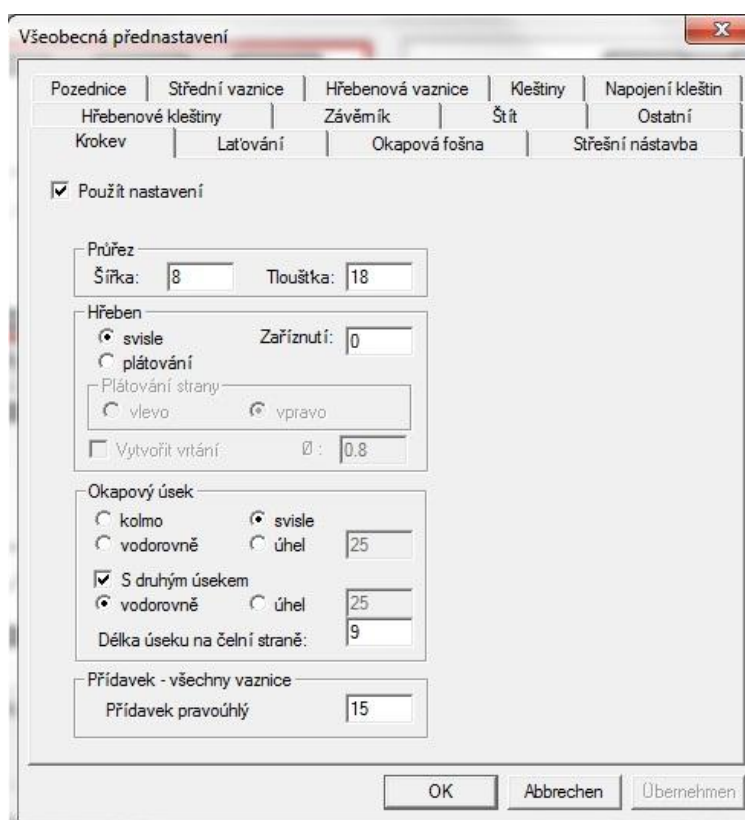 Všeobecná přednastavení
Pozednice Střední vaznice Hřebenová vaznice Kleštiny Napojení kleštin
Hřebenové kleštiny Závěrník Štít Ostatní
Krokev Laťování Okapová fošna Střešní nástavba
Použít nastavení
Průřez
Šířka: 8 Tloušťka: 18
Hřeben
svisle Zaříznutí: 0
plátování
Plátování strany
vlevo vpravo
Vytvořit vrtání Ø : 0.8
Okapový úsek
kolmo svisle
vodorovně úhel 25
S druhým úsekem
vodorovně úhel 25
Délka úseku na čelní straně: 9
Přídavek - všechny vaznice
Přídavek pravoúhlý 15
OK Abbrechen Übernehmen